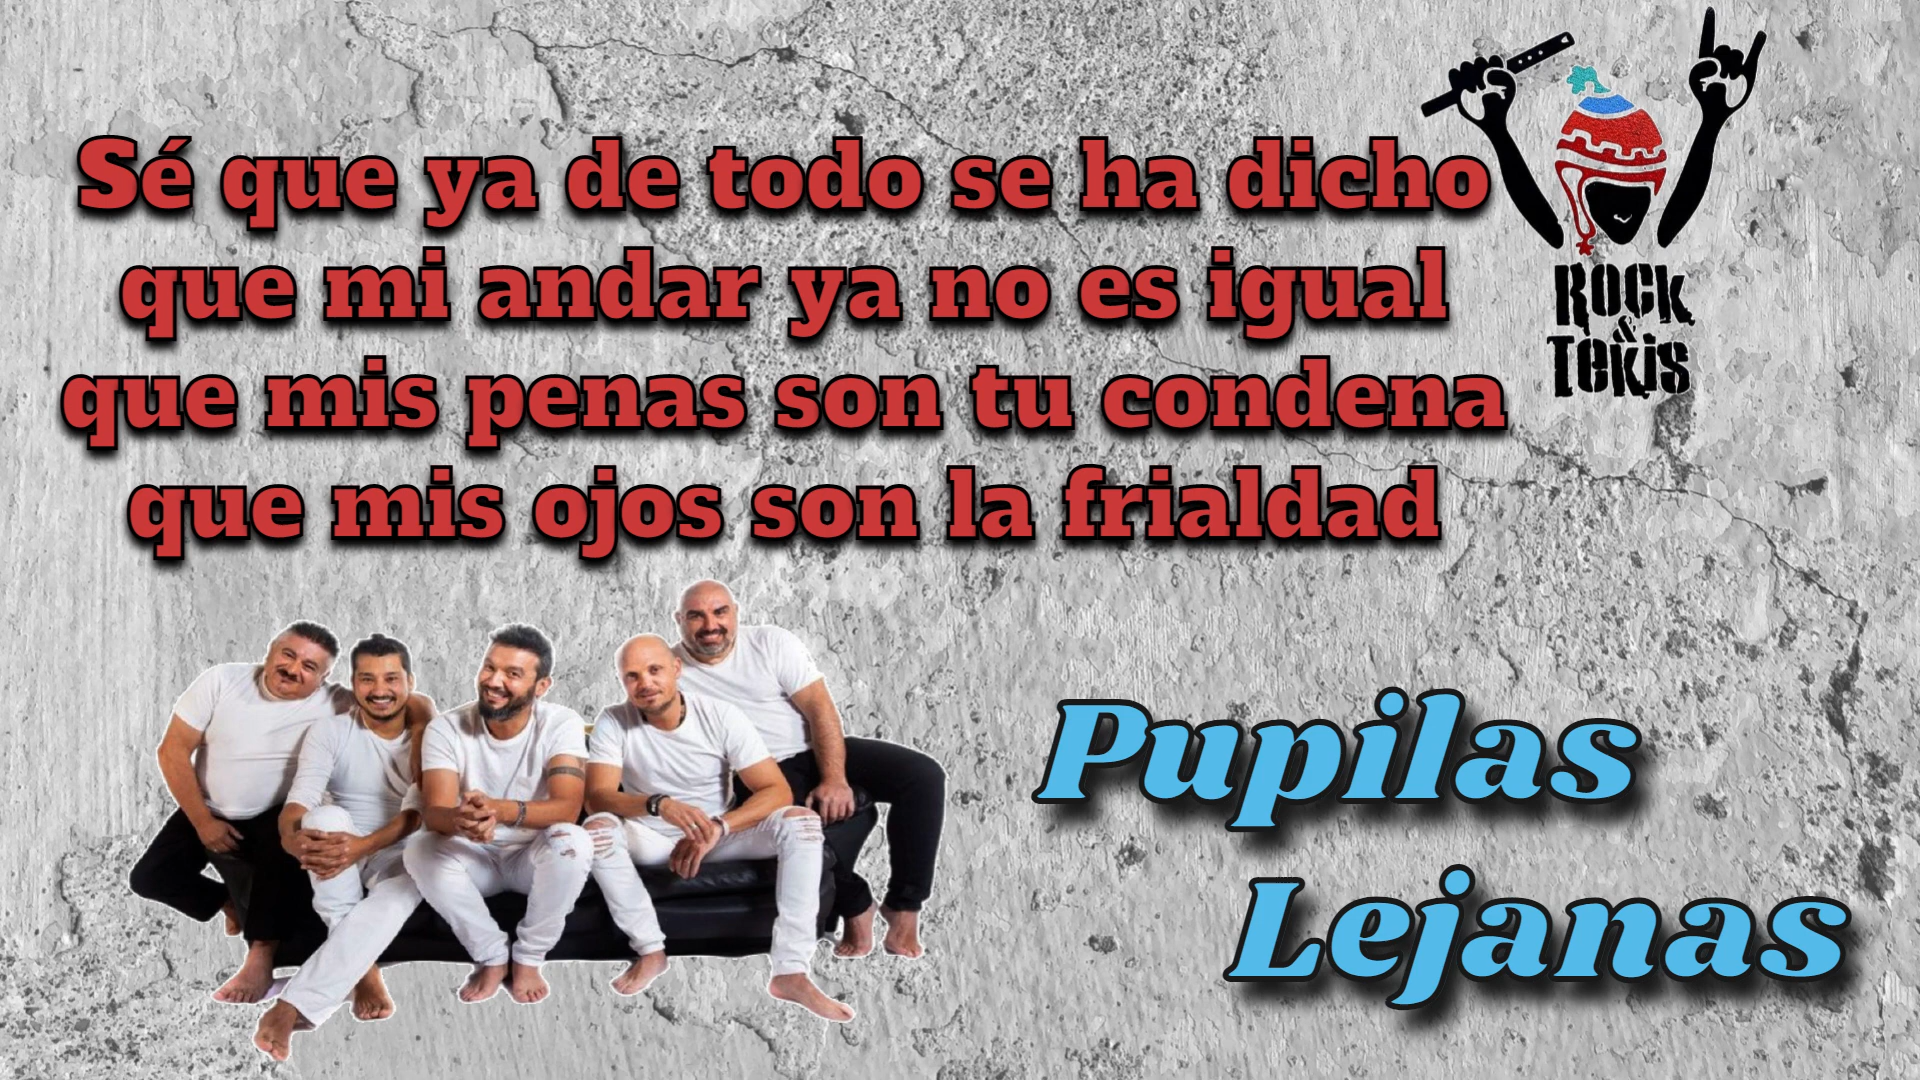 Sé que ya de todo se ha dicho
que mi andar ya no es igual
que mis penas son tu condena
que mis ojos son la frialdad
ROCK
&
TEKIS
Pupilas
Lejanas